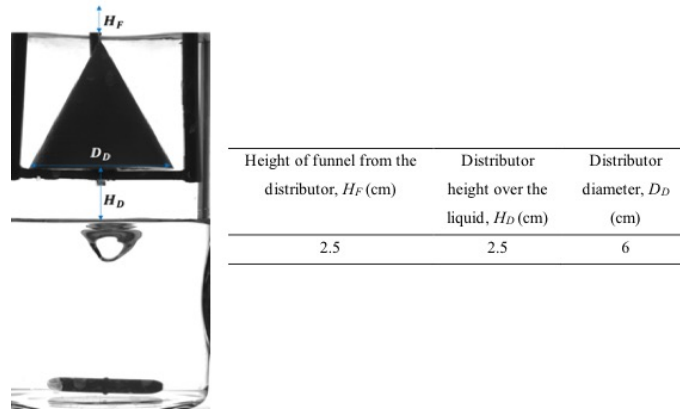 H_F
D_D
H_D
Height of funnel from the
distributor, H_F (cm)
Distributor
height over the
liquid, H_D (cm)
Distributor
diameter, D_D
(cm)
2.5
2.5
6